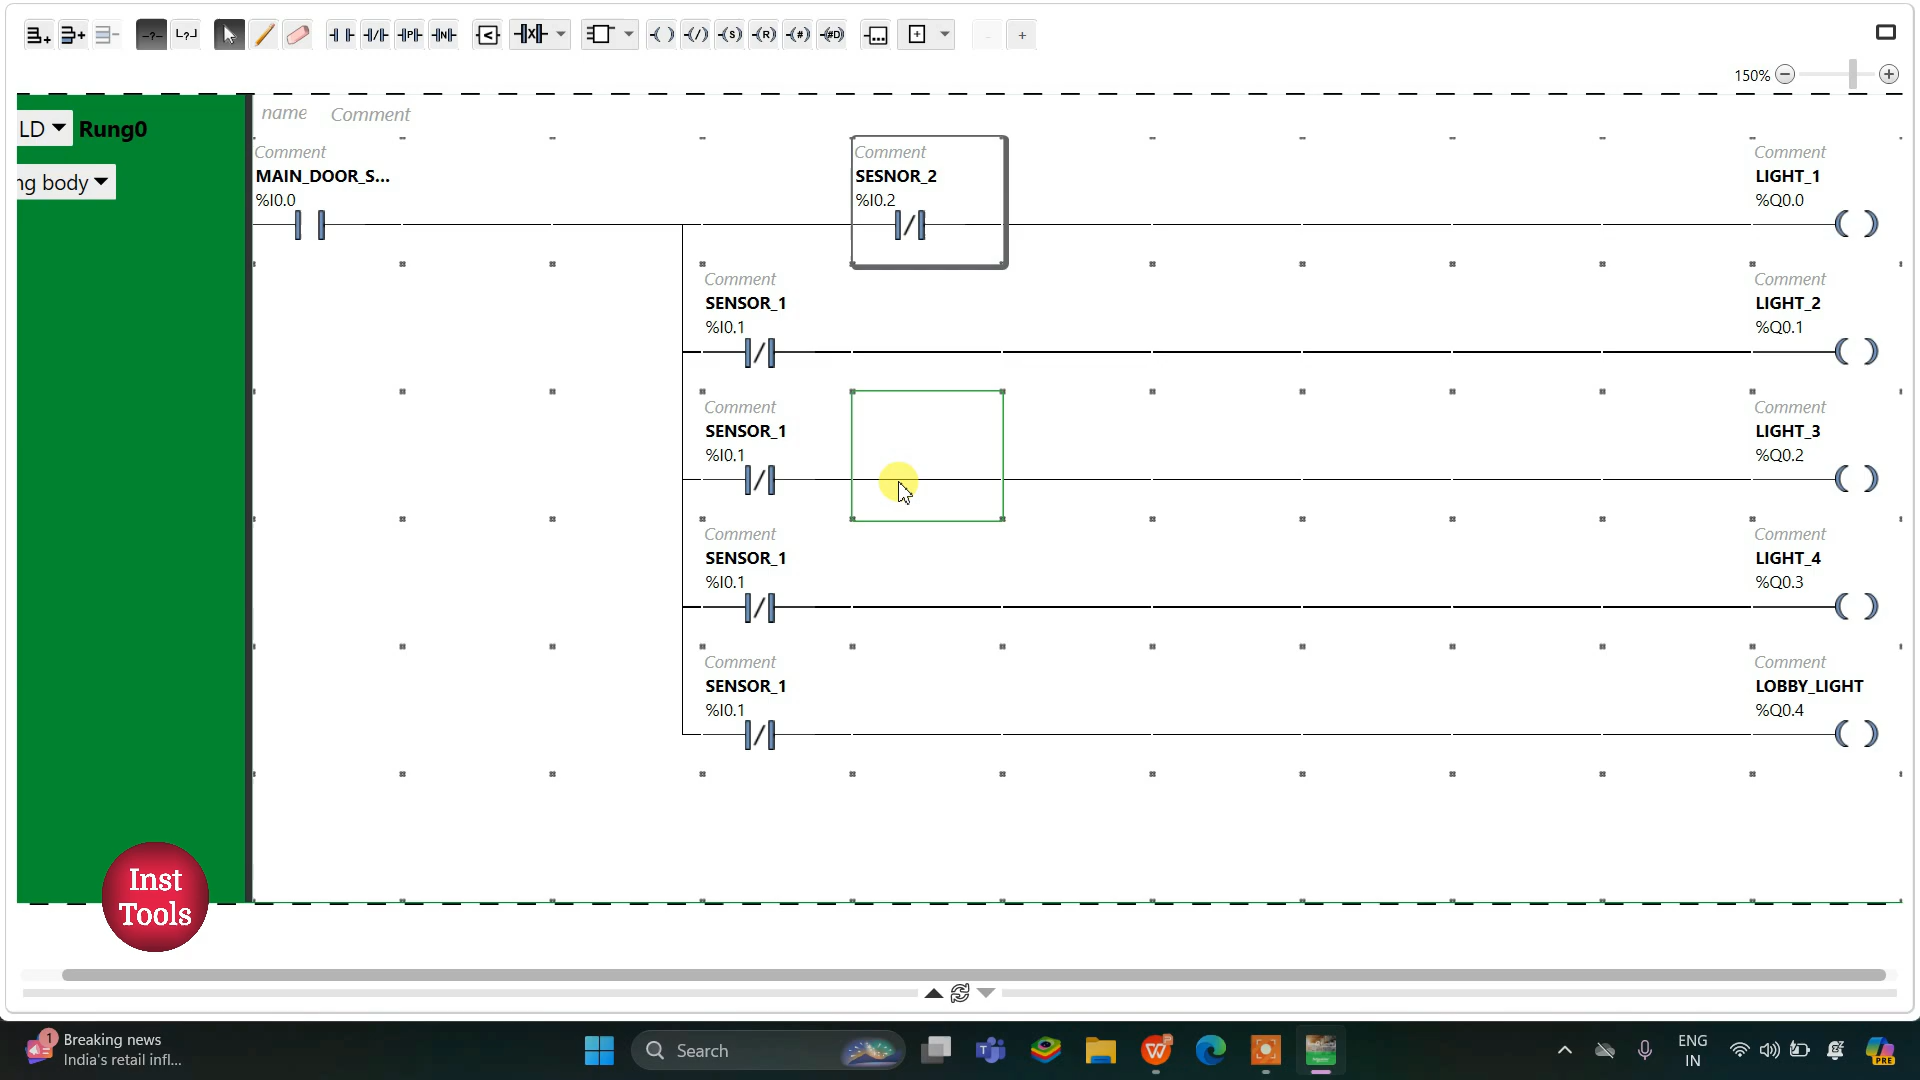 150%
LD
Rung0
name Comment
ng body
Comment
MAIN_DOOR_S...
%I0.0
Comment
SESNOR_2
%I0.2
Comment
LIGHT_1
%Q0.0
Comment
SENSOR_1
%I0.1
Comment
LIGHT_2
%Q0.1
Comment
SENSOR_1
%I0.1
Comment
LIGHT_3
%Q0.2
Comment
SENSOR_1
%I0.1
Comment
LIGHT_4
%Q0.3
Comment
SENSOR_1
%I0.1
Comment
LOBBY_LIGHT
%Q0.4
Inst
Tools
1
Breaking news
India's retail infl...
Search
ENG
IN
PRE